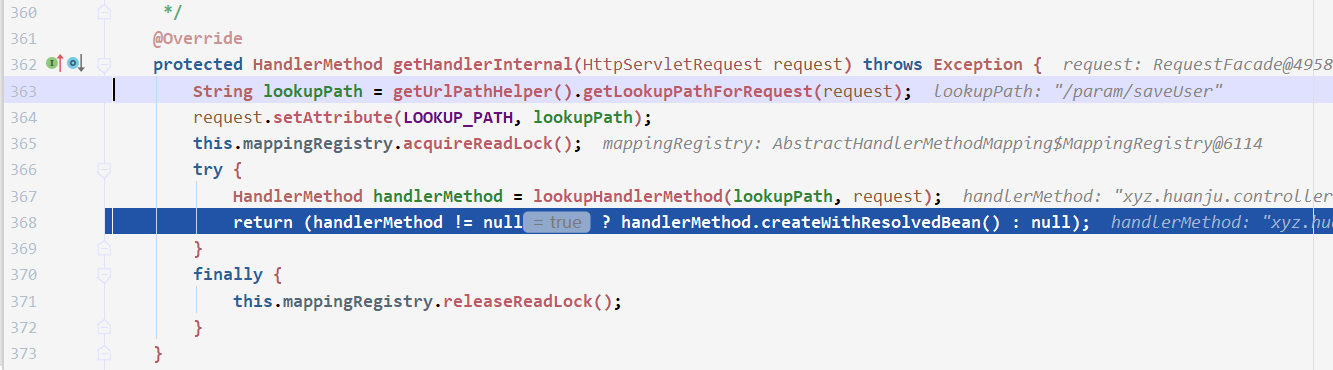 360 */
361 @Override
362 protected HandlerMethod getHandlerInternal(HttpServletRequest request) throws Exception { request: RequestFacade@4958
363 String lookupPath = getUrlPathHelper().getLookupPathForRequest(request); lookupPath: "/param/saveUser"
364 request.setAttribute(LOOKUP_PATH, lookupPath);
365 this.mappingRegistry.acquireReadLock(); mappingRegistry: AbstractHandlerMethodMapping$MappingRegistry@6114
366 try {
367 HandlerMethod handlerMethod = lookupHandlerMethod(lookupPath, request); handlerMethod: "xyz.huanju.controller
368 return (handlerMethod != null = true ? handlerMethod.createWithResolvedBean() : null); handlerMethod: "xyz.hu
369 }
370 finally {
371 this.mappingRegistry.releaseReadLock();
372 }
373 }